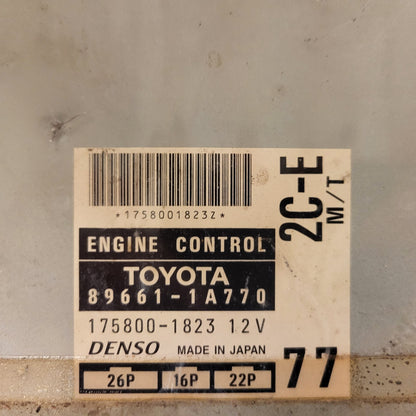 *1758001823Z*
ENGINE CONTROL
TOYOTA
89661-1A770
175800-1823 12V
DENSO MADE IN JAPAN
26P 16P 22P
2C-E
M/T
77